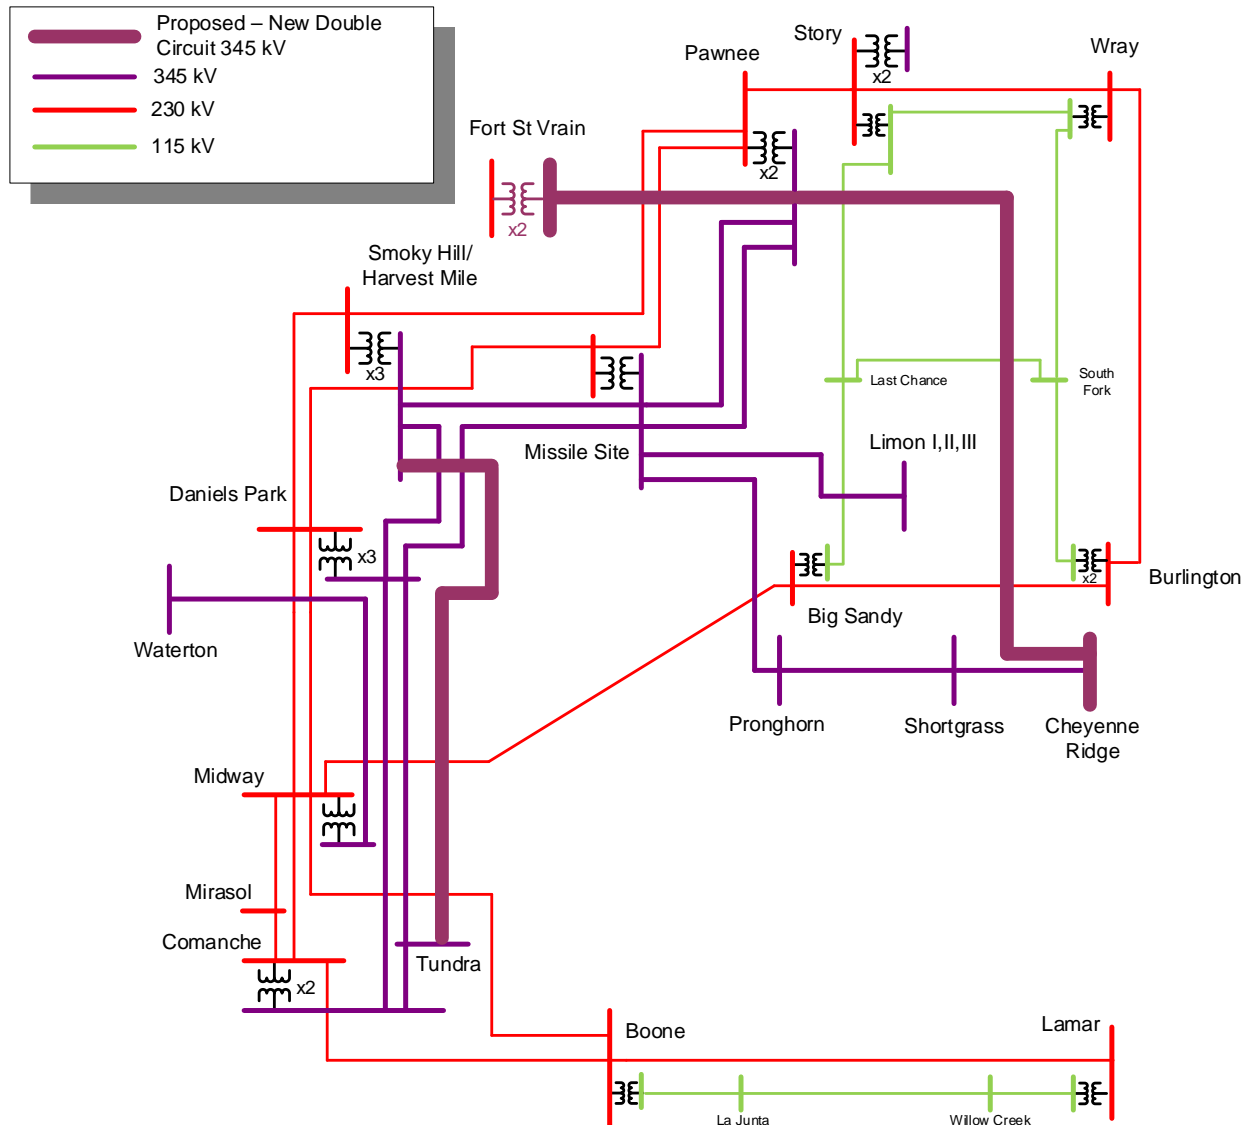 Proposed – New Double
Circuit 345 kV
345 kV
230 kV
115 kV
Story
Wray
Pawnee
x2
Fort St Vrain
x2
x2
Smoky Hill/
Harvest Mile
x3
Last Chance
South
Fork
Missile Site
Limon I,II,III
Daniels Park
x3
x2
Burlington
Big Sandy
Waterton
Pronghorn
Shortgrass
Cheyenne
Ridge
Midway
Mirasol
Comanche
Tundra
x2
Boone
Lamar
La Junta
Willow Creek